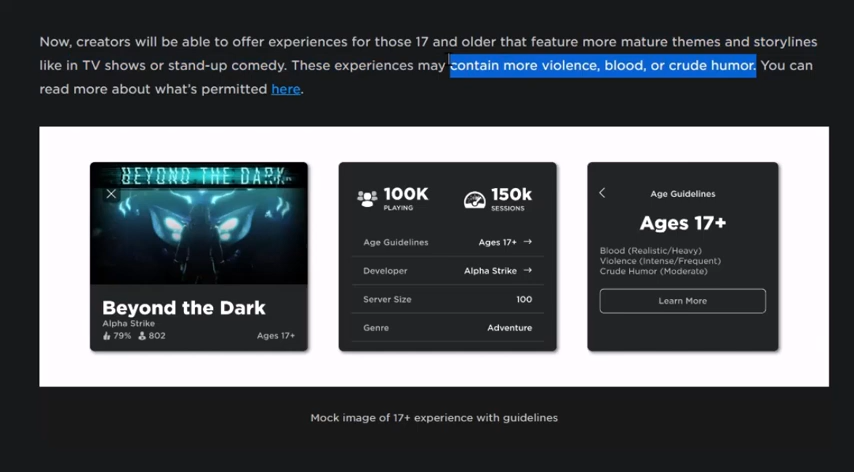 Now, creators will be able to offer experiences for those 17 and older that feature more mature themes and storylines
like in TV shows or stand-up comedy. These experiences may contain more violence, blood, or crude humor. You can
read more about what's permitted here.
BEYOND THE DARK
Beyond the Dark
Alpha Strike
79% 802 Ages 17+
100K 150k
PLAYING SESSIONS
Age Guidelines Ages 17+ →
Developer Alpha Strike →
Server Size 100
Genre Adventure
Age Guidelines
Ages 17+
Blood (Realistic/Heavy)
Violence (Intense/Frequent)
Crude Humor (Moderate)
Learn More
Mock image of 17+ experience with guidelines